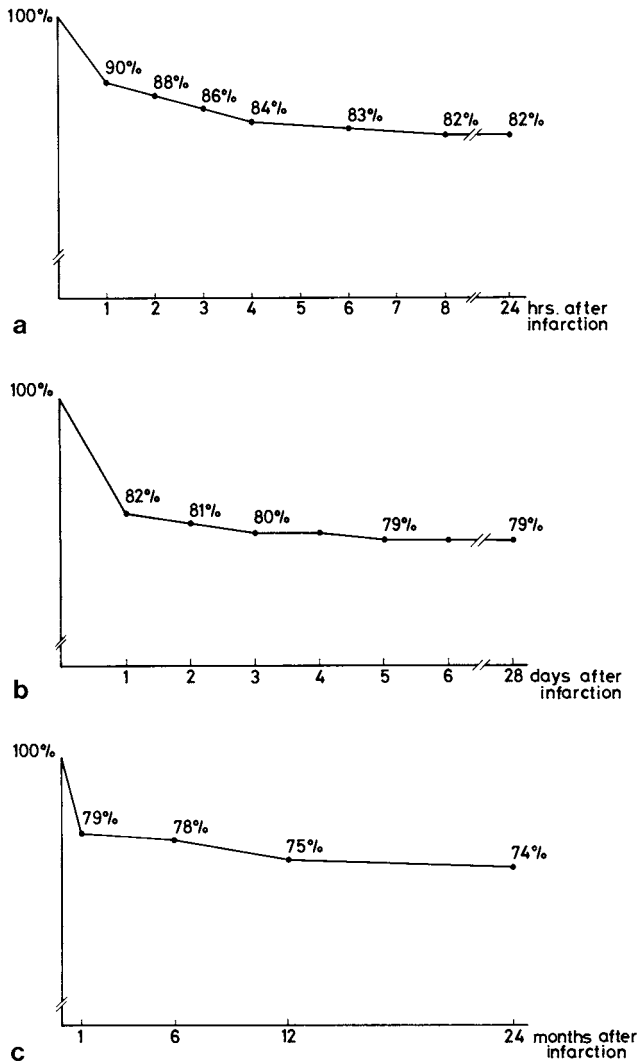 100%
90%
88%
86%
84%
83%
82%
82%
1 2 3 4 5 6 7 8 24 hrs. after
infarction
a
100%
82%
81%
80%
79%
79%
1 2 3 4 5 6 28 days after
infarction
b
100%
79%
78%
75%
74%
1 6 12 24 months after
infarction
c